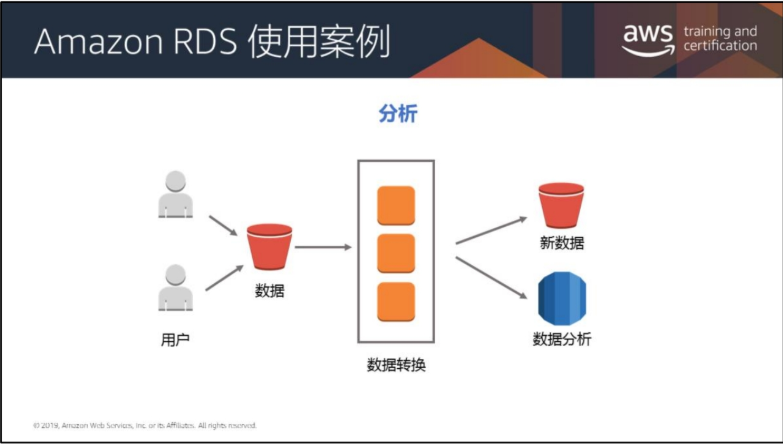 Amazon RDS 使用案例
aws training and
certification
分析
数据
用户
数据转换
新数据
数据分析
© 2019, Amazon Web Services, Inc. or its Affiliates. All rights reserved.